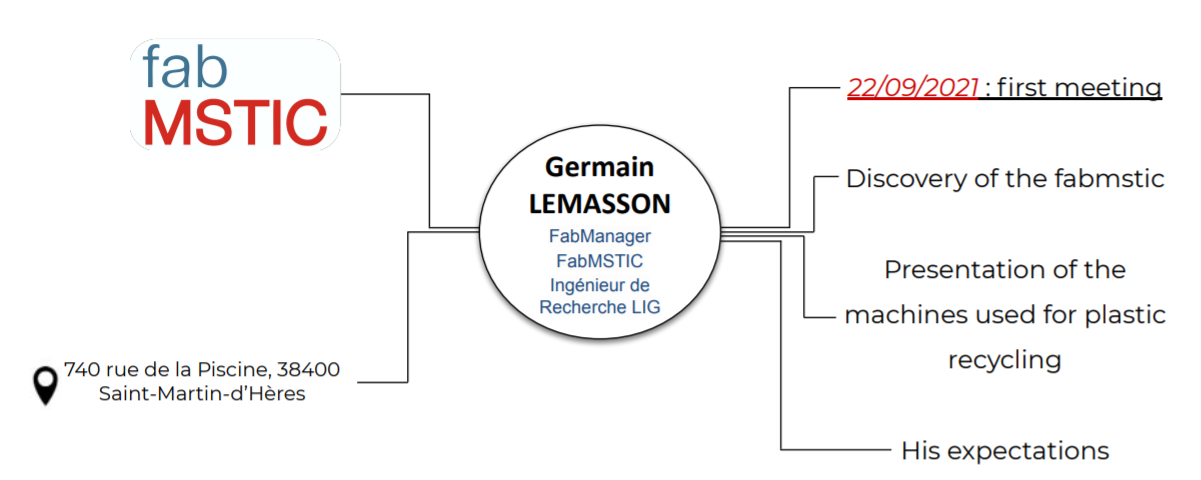 fab
MSTIC
740 rue de la Piscine, 38400
Saint-Martin-d'Hères
Germain
LEMASSON
FabManager
FabMSTIC
Ingénieur de
Recherche LIG
22/09/2021 : first meeting
Discovery of the fabmstic
Presentation of the
machines used for plastic
recycling
His expectations